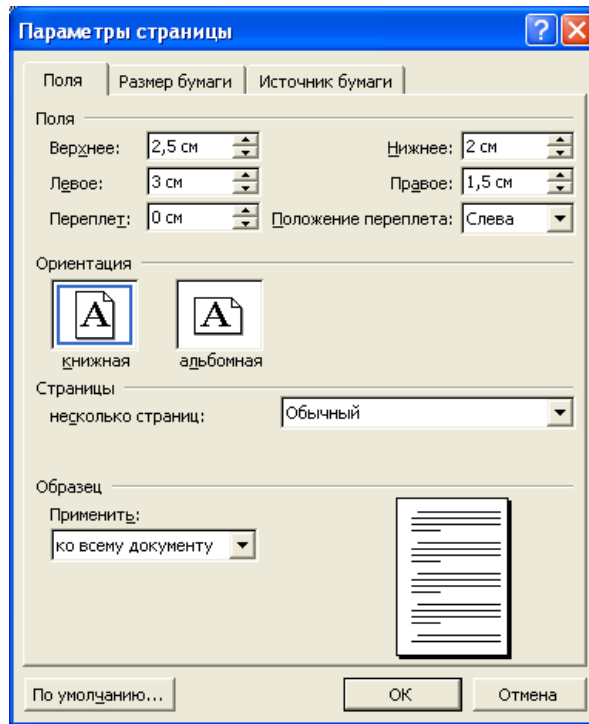 Параметры страницы
Поля Размер бумаги Источник бумаги
Поля
Верхнее: 2,5 см Нижнее: 2 см
Левое: 3 см Правое: 1,5 см
Переплет: 0 см Положение переплета: Слева
Ориентация
A A
книжная альбомная
Страницы
несколько страниц: Обычный
Образец
Применить:
ко всему документу
По умолчанию... ОК Отмена